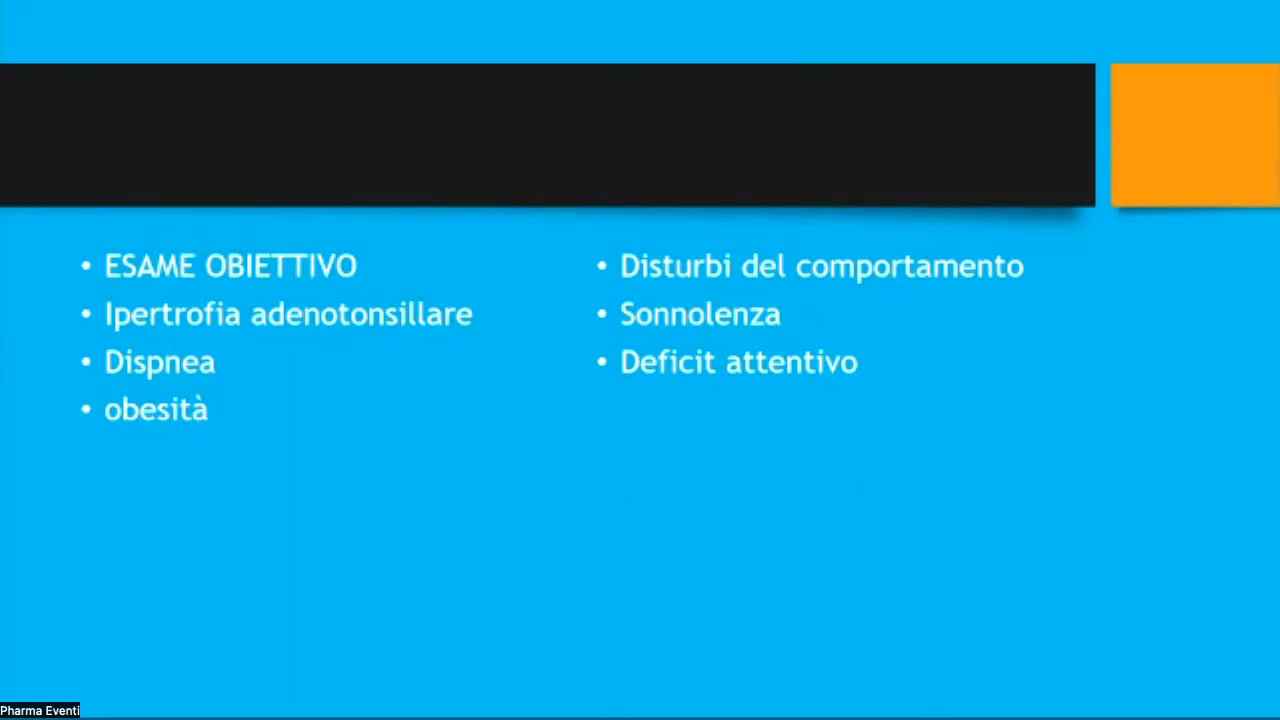 • ESAME OBIETTIVO
• Ipertrofia adenotonsillare
• Dispnea
• obesità
• Disturbi del comportamento
• Sonnolenza
• Deficit attentivo
Pharma Eventi